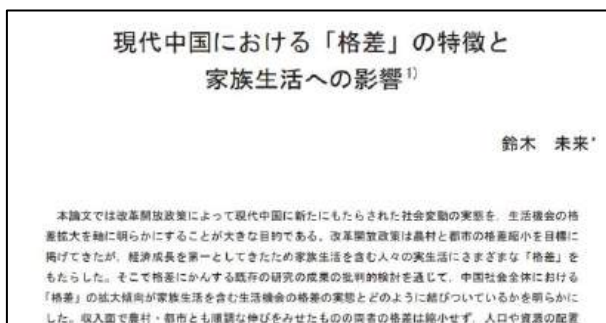 現代中国における「格差」の特徴と
家族生活への影響1)
鈴木 未来*
本論文では改革開放政策によって現代中国に新たにもたらされた社会変動の実態を、生活機会の格
差拡大を軸に明らかにすることが大きな目的である。改革開放政策は農村と都市の格差縮小を目標に
掲げてきたが、経済成長を第一としてきたため家族生活を含む人々の実生活にさまざまな「格差」を
もたらした。そこで格差にかんする既存の研究の成果の批判的検討を通じて、中国社会全体における
「格差」の拡大傾向が家族生活を含む生活機会の格差の実態とどのように結びついているかを明らかに
した。収入面で農村・都市とも順調な伸びをみせたものの両者の格差は縮小せず、人口や資源の配置